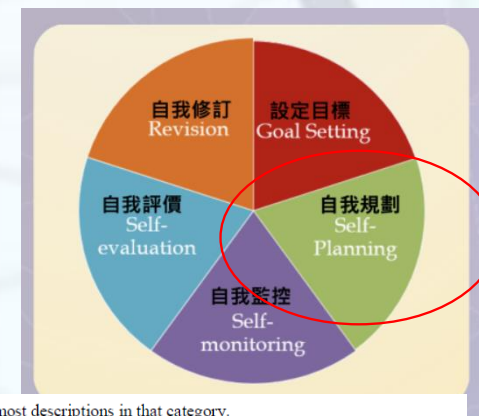 自我修訂
Revision
設定目標
Goal Setting
自我評價
Self-
evaluation
自我規劃
Self-
Planning
自我監控
Self-
monitoring
most descriptions in that category.